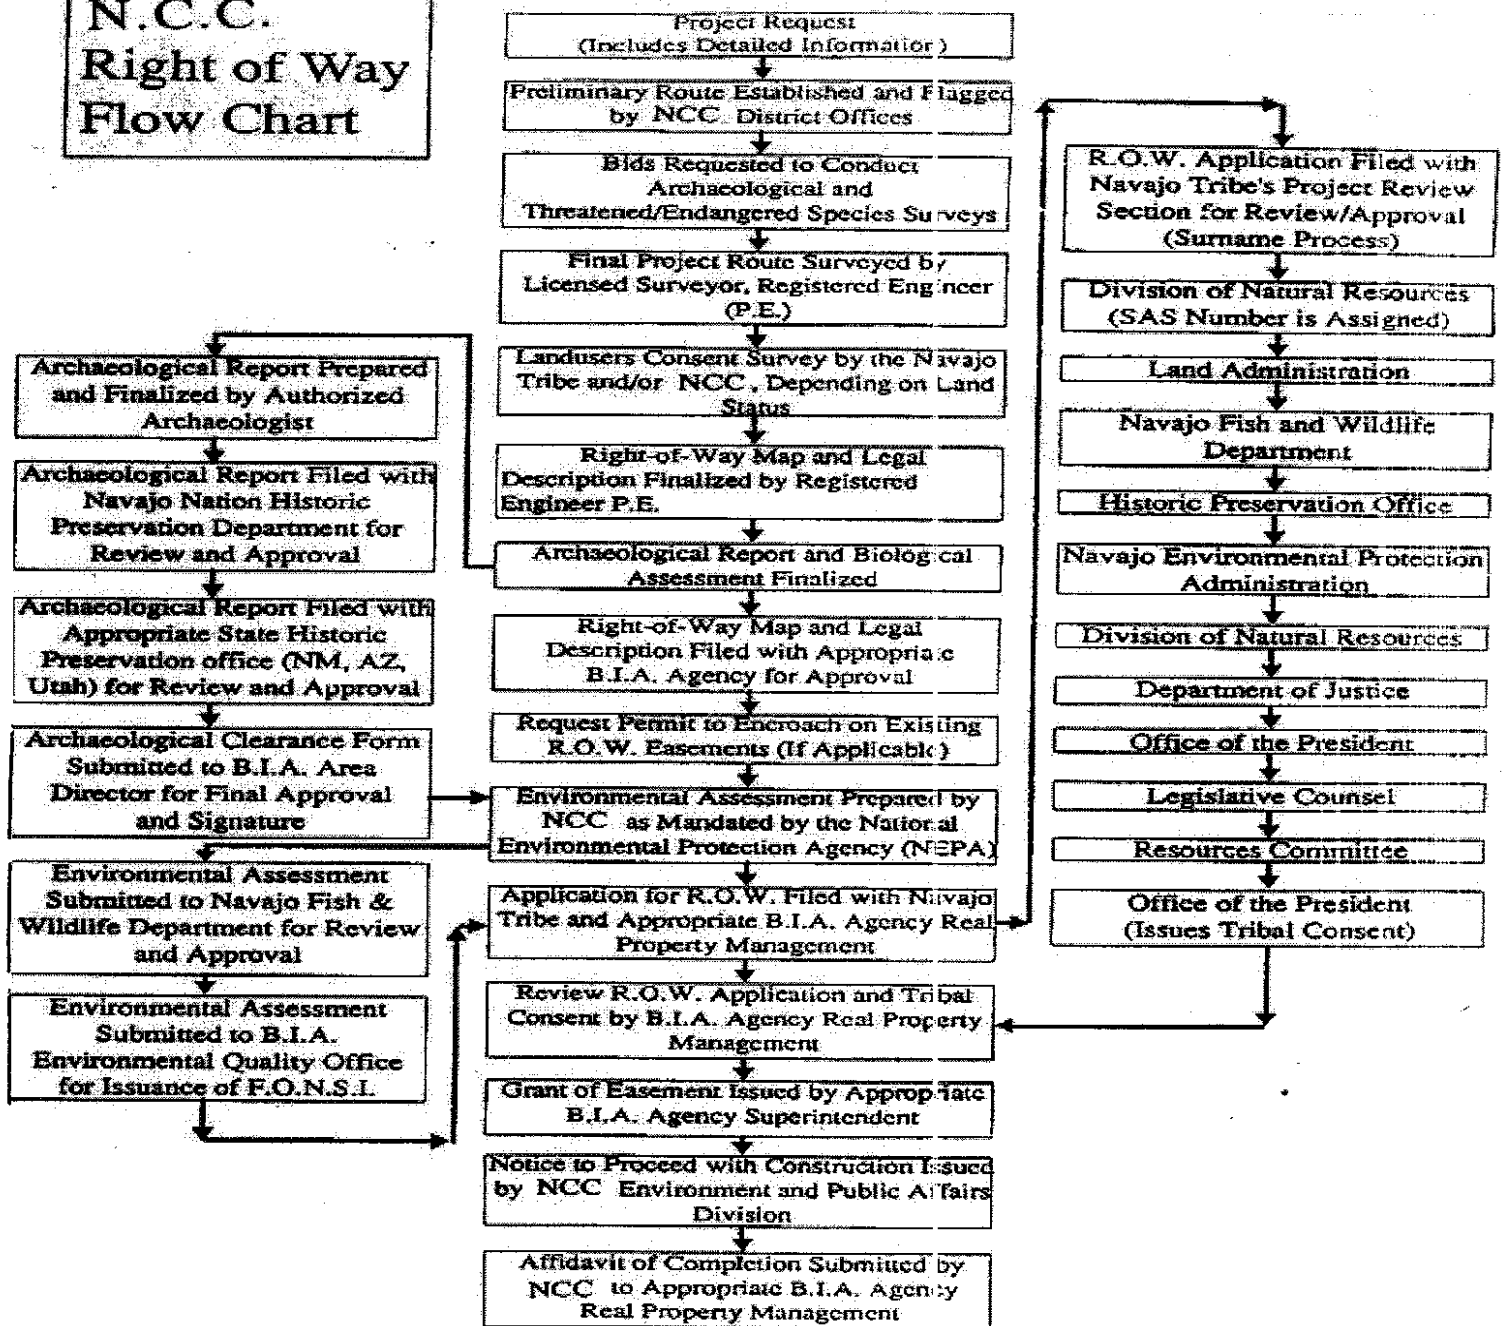 N.C.C.
Right of Way
Flow Chart
Project Request
(Includes Detailed Information)
Preliminary Route Established and Flagged
by NCC District Offices
Bids Requested to Conduct
Archaeological and
Threatened/Endangered Species Surveys
Final Project Route Surveyed by
Licensed Surveyor, Registered Engineer
(P.E.)
Landusers Consent Survey by the Navajo
Tribe and/or NCC, Depending on Land
Status
Right-of-Way Map and Legal
Description Finalized by Registered
Engineer P.E.
Archaeological Report and Biological
Assessment Finalized
Archaeological Report Prepared
and Finalized by Authorized
Archaeologist
Archaeological Report Filed with
Navajo Nation Historic
Preservation Department for
Review and Approval
Archaeological Report Filed with
Appropriate State Historic
Preservation office (NM, AZ,
Utah) for Review and Approval
Archaeological Clearance Form
Submitted to B.I.A. Area
Director for Final Approval
and Signature
Right-of-Way Map and Legal
Description Filed with Appropriate
B.I.A. Agency for Approval
Request Permit to Encroach on Existing
R.O.W. Easements (If Applicable)
Environmental Assessment Prepared by
NCC as Mandated by the National
Environmental Protection Agency (NEPA)
Environmental Assessment
Submitted to Navajo Fish &
Wildlife Department for Review
and Approval
Environmental Assessment
Submitted to B.I.A.
Environmental Quality Office
for Issuance of F.O.N.S.I.
Application for R.O.W. Filed with Navajo
Tribe and Appropriate B.I.A. Agency Real
Property Management
R.O.W. Application Filed with
Navajo Tribe's Project Review
Section for Review/Approval
(Surname Process)
Division of Natural Resources
(SAS Number is Assigned)
Land Administration
Navajo Fish and Wildlife
Department
Historic Preservation Office
Navajo Environmental Protection
Administration
Division of Natural Resources
Department of Justice
Office of the President
Legislative Counsel
Resources Committee
Office of the President
(Issues Tribal Consent)
Review R.O.W. Application and Tribal
Consent by B.I.A. Agency Real Property
Management
Grant of Easement Issued by Appropriate
B.I.A. Agency Superintendent
Notice to Proceed with Construction Issued
by NCC Environment and Public Affairs
Division
Affidavit of Completion Submitted by
NCC to Appropriate B.I.A. Agency
Real Property Management